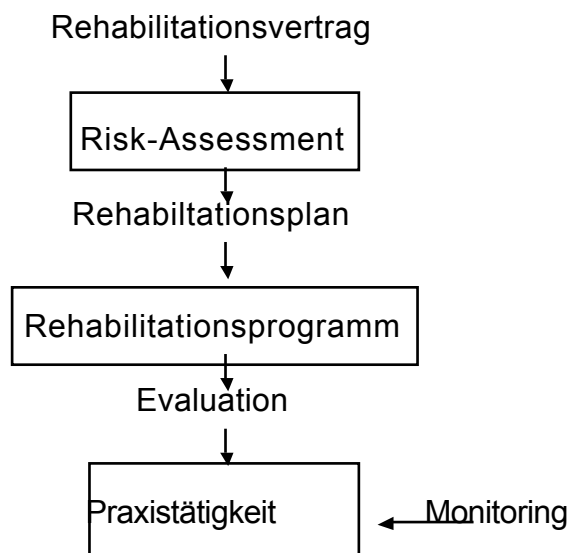 Rehabilitationsvertrag
Risk-Assessment
Rehabiltationsplan
Rehabilitationsprogramm
Evaluation
Praxistätigkeit
Monitoring